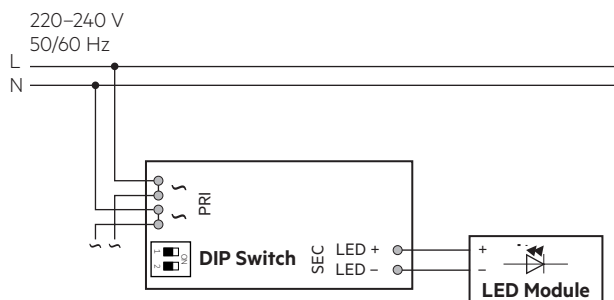 220–240 V
50/60 Hz
L
N
~
~
PRI
1
2
ON
DIP Switch
SEC
LED +
LED –
+
–
LED Module